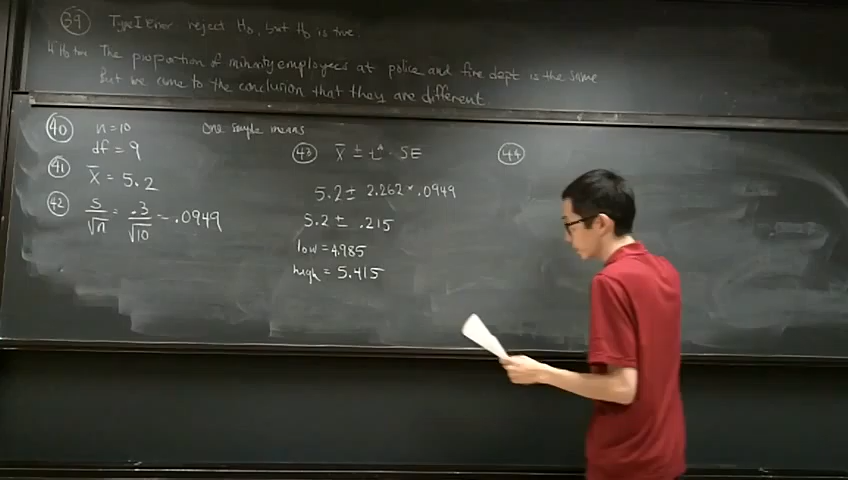 39 Type I Error: reject H0, but H0 is true.
The proportion of minority employees at police and fire dept is the same
But we come to the conclusion that they are different
40 n=10
df = 9
41 x̄ = 5.2
42 s/√n = .3/√10 = .0949
one sample means
43 x̄ ± t* · SE
5.2 ± 2.262 * .0949
5.2 ± .215
low = 4.985
high = 5.415
44